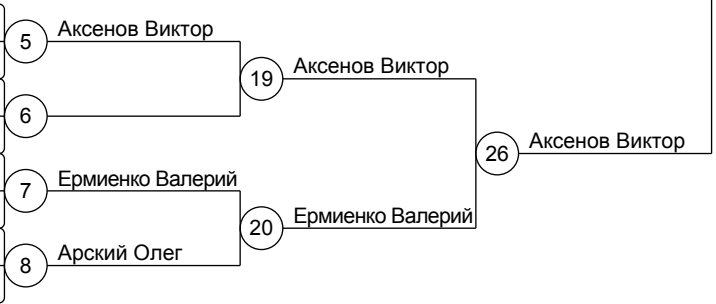 5 Аксенов Виктор
19 Аксенов Виктор
6
26 Аксенов Виктор
7 Ермиенко Валерий
20 Ермиенко Валерий
8 Арский Олег